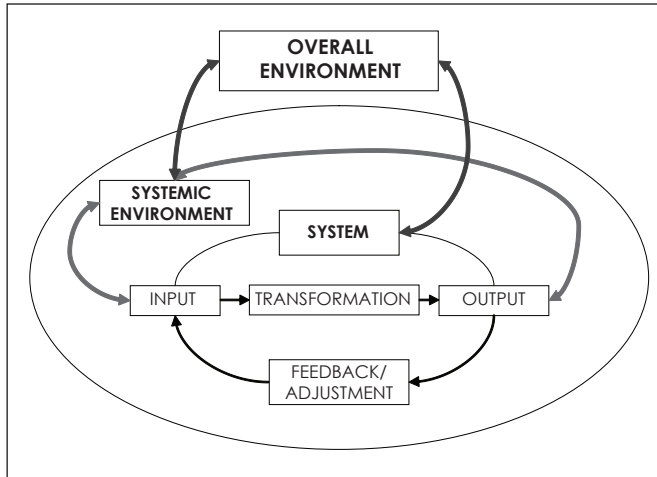 OVERALL
ENVIRONMENT
SYSTEMIC
ENVIRONMENT
SYSTEM
INPUT
TRANSFORMATION
OUTPUT
FEEDBACK/
ADJUSTMENT